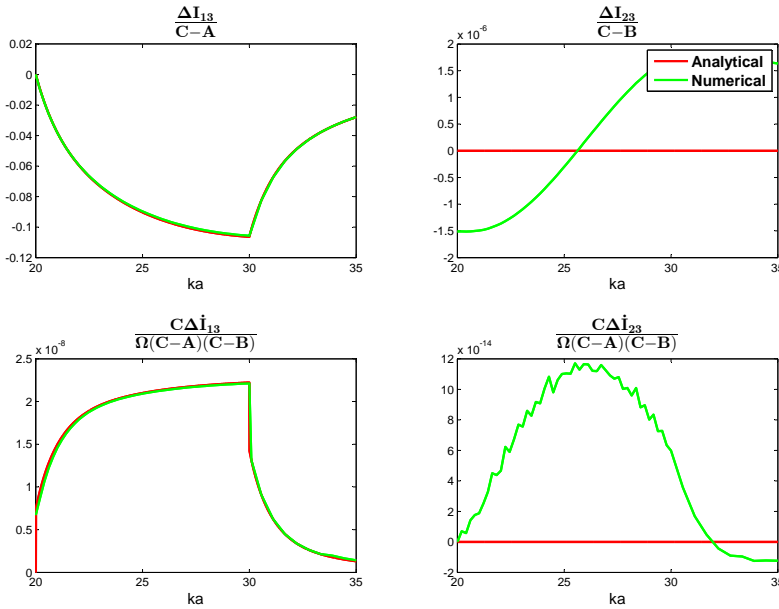 ΔI₁₃ ΔI₂₃
C−A C−B
x 10⁻⁶
0.02 2
0 1.5
-0.02 1
-0.04 0.5
-0.06 0
-0.08 -0.5
-0.1 -1
-0.12 -1.5
-2
Analytical
Numerical
20 25 30 35 20 25 30 35
ka ka
CΔİ₁₃ CΔİ₂₃
Ω(C−A)(C−B) Ω(C−A)(C−B)
x 10⁻⁸ x 10⁻¹⁴
2.5 12
2 10
1.5 8
1 6
0.5 4
0 2
0
-2
20 25 30 35 20 25 30 35
ka ka